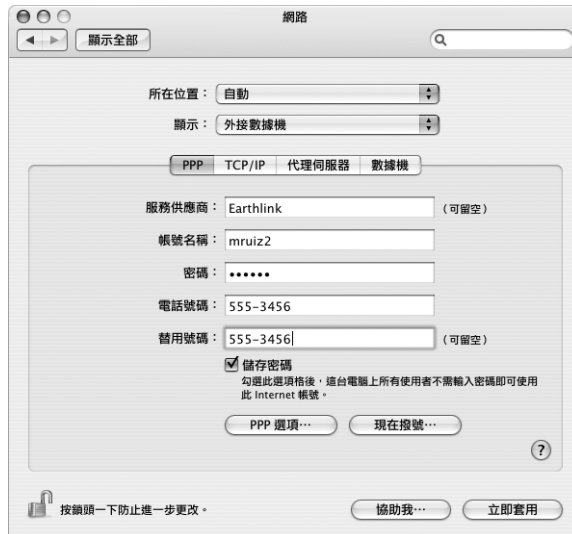 網路
顯示全部
所在位置： 自動
顯示： 外接數據機
PPP TCP/IP 代理伺服器 數據機
服務供應商： Earthlink （可留空）
帳號名稱： mruiz2
密碼： ••••••
電話號碼： 555-3456
替用號碼： 555-3456 （可留空）
儲存密碼
勾選此選項格後，這台電腦上所有使用者不需輸入密碼即可使用
此 Internet 帳號。
PPP 選項… 現在撥號…
?
按鎖頭一下防止進一步更改。 協助我… 立即套用